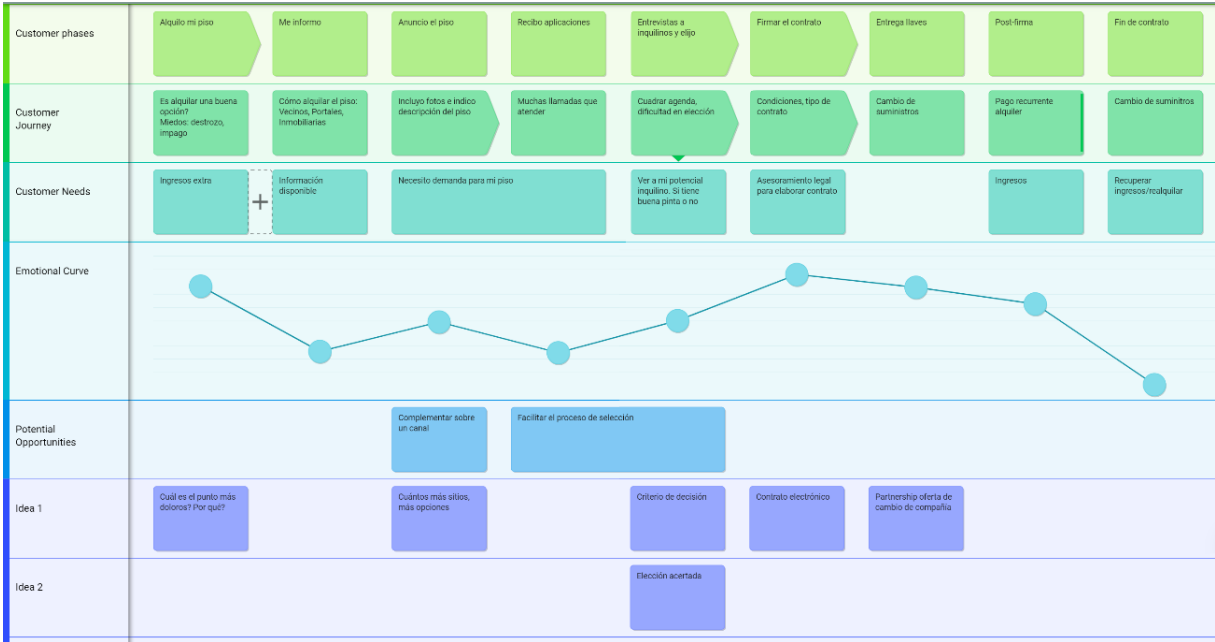 Customer phases
Alquilo mi piso
Me informo
Anuncio el piso
Recibo aplicaciones
Entrevistas a
inquilinos y elijo
Firmar el contrato
Entrega llaves
Post-firma
Fin de contrato
Customer
Journey
Es alquilar una buena
opción?
Miedos: destrozo,
impago
Cómo alquilar el piso:
Vecinos, Portales,
Inmobiliarias
Incluyo fotos e indico
descripción del piso
Muchas llamadas que
atender
Cuadrar agenda,
dificultad en elección
Condiciones, tipo de
contrato
Cambio de
suministros
Pago recurrente
alquiler
Cambio de suminitros
Customer Needs
Ingresos extra
+
Información
disponible
Necesito demanda para mi piso
Ver a mi potencial
inquilino. Si tiene
buena pinta o no
Asesoramiento legal
para elaborar contrato
Ingresos
Recuperar
ingresos/realquilar
Emotional Curve
Potential
Opportunities
Complementar sobre
un canal
Facilitar el proceso de selección
Idea 1
Cuál es el punto más
doloros? Por qué?
Cuántos más sitios,
más opciones
Criterio de decisión
Contrato electrónico
Partnership oferta de
cambio de compañía
Idea 2
Elección acertada